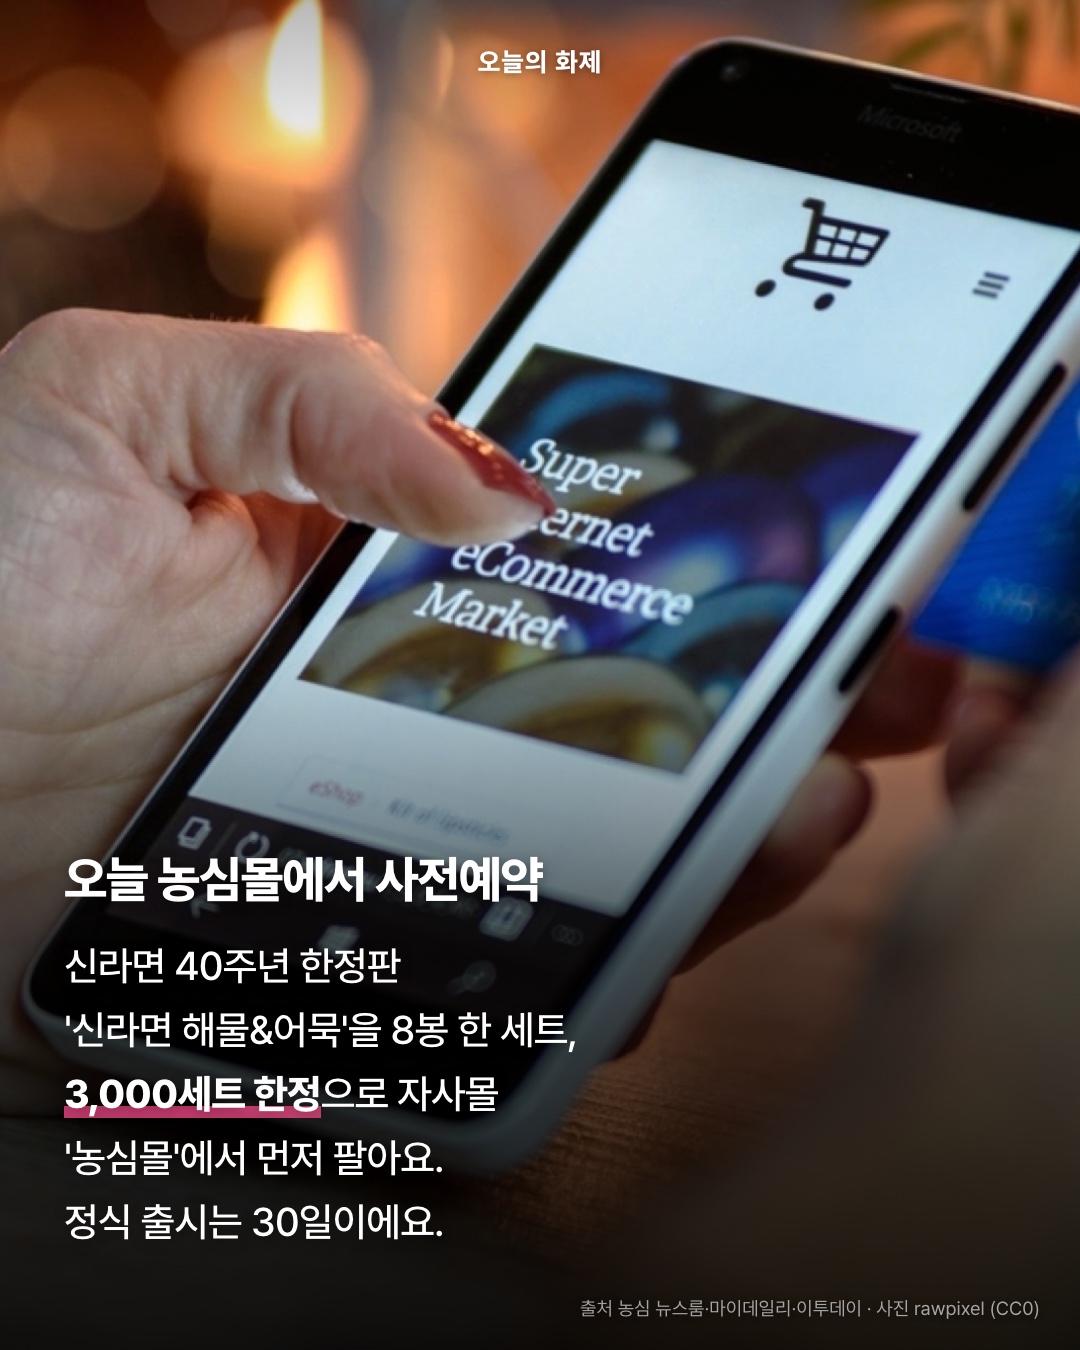 오늘의 화제
Microsoft
Super
ernet
eCommerce
Market
eShop
오늘 농심몰에서 사전예약
신라면 40주년 한정판
'신라면 해물&어묵'을 8봉 한 세트,
3,000세트 한정으로 자사몰
'농심몰'에서 먼저 팔아요.
정식 출시는 30일이에요.
출처 농심 뉴스룸·마이데일리·이투데이 · 사진 rawpixel (CC0)